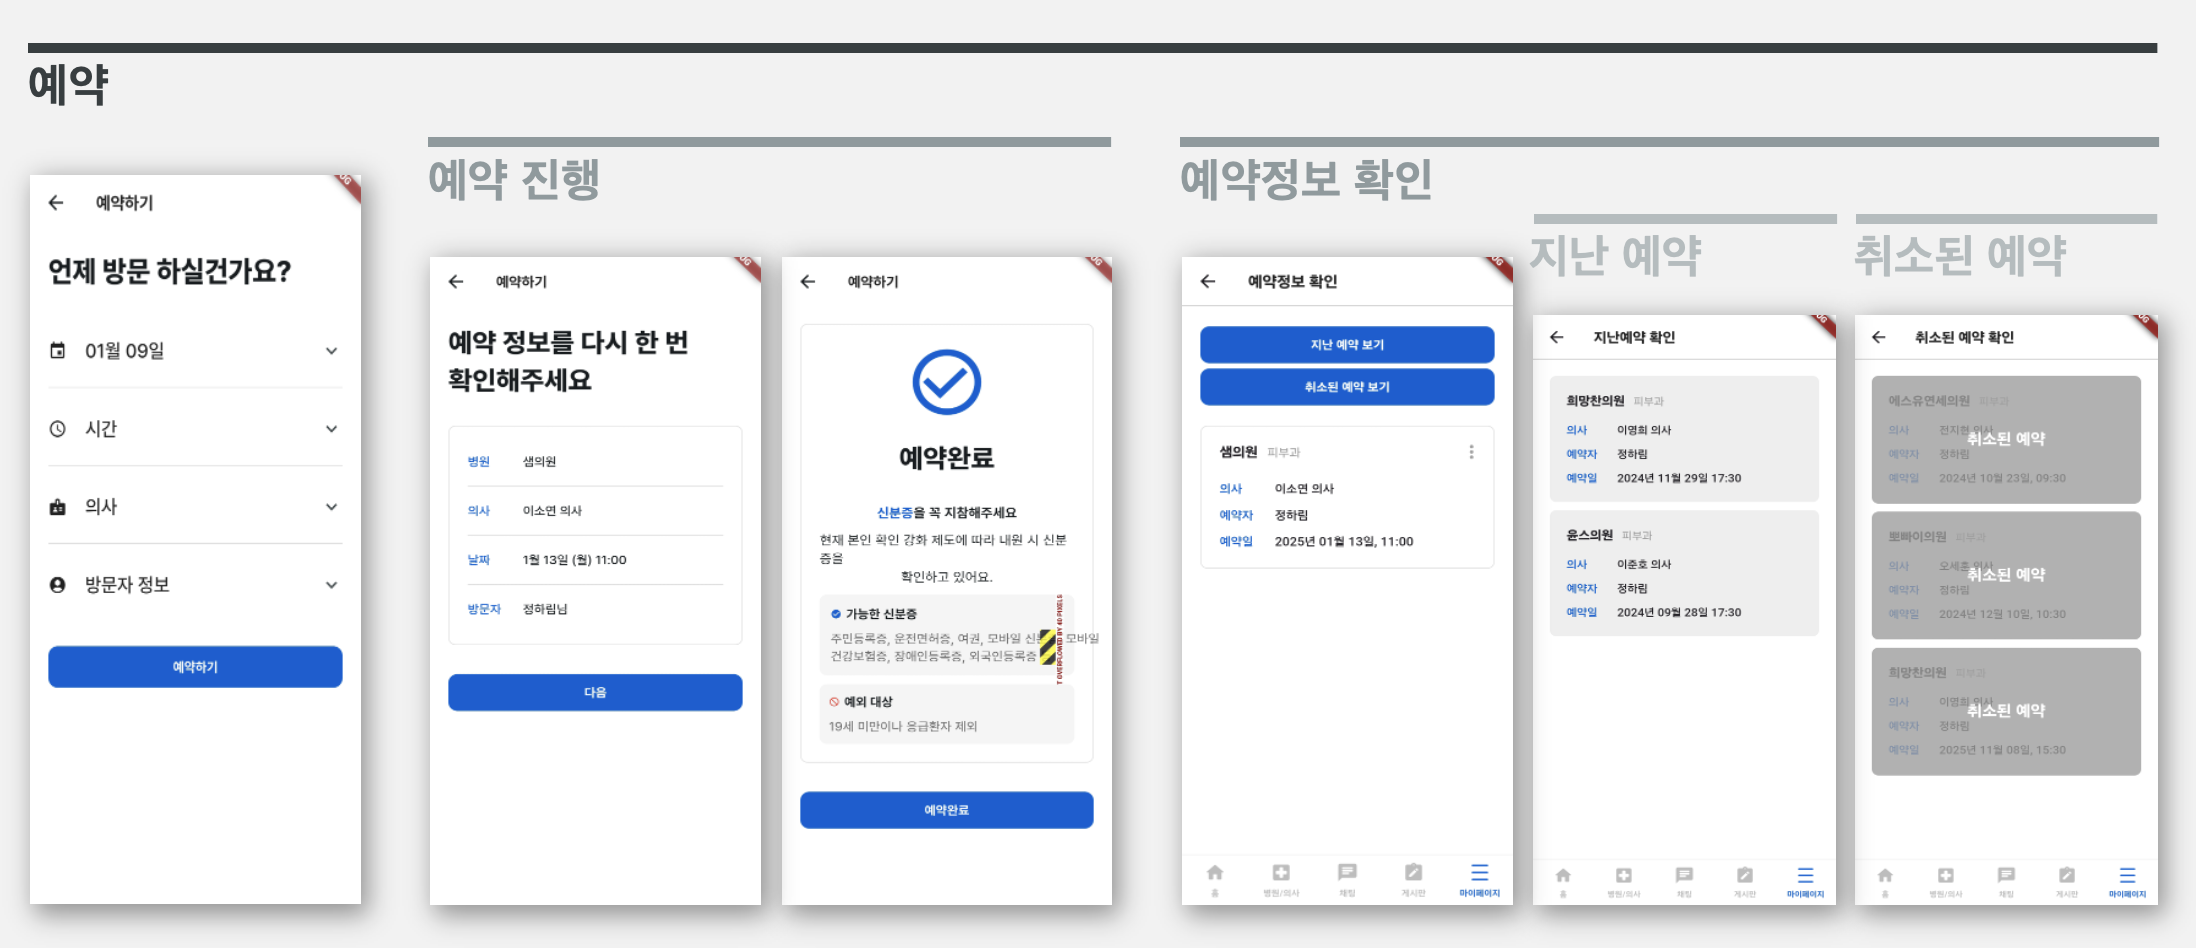 예약
예약하기
언제 방문 하실건가요?
01월 09일
시간
의사
방문자 정보
예약하기
예약 진행
예약하기
예약 정보를 다시 한 번
확인해주세요
병원 샘의원
의사 이소연 의사
날짜 1월 13일 (월) 11:00
방문자 정하림님
다음
예약하기
예약완료
신분증을 꼭 지참해주세요
현재 본인 확인 강화 제도에 따라 내원 시 신분
증을
확인하고 있어요.
가능한 신분증
주민등록증, 운전면허증, 여권, 모바일 신 모바일
건강보험증, 장애인등록증, 외국인등록증
OVERFLOWED BY 40 PIXELS
예외 대상
19세 미만이나 응급환자 제외
예약완료
예약정보 확인
예약정보 확인
지난 예약 보기
취소된 예약 보기
샘의원 피부과
의사 이소연 의사
예약자 정하림
예약일 2025년 01월 13일, 11:00
홈 병원/의사 채팅 게시판 마이페이지
지난 예약
지난예약 확인
희망찬의원 피부과
의사 이영희 의사
예약자 정하림
예약일 2024년 11월 29일 17:30
윤스의원 피부과
의사 이준호 의사
예약자 정하림
예약일 2024년 09월 28일 17:30
홈 병원/의사 채팅 게시판 마이페이지
취소된 예약
취소된 예약 확인
에스유연세의원 피부과
의사 전지현 의사
취소된 예약
예약자 정하림
예약일 2024년 10월 23일, 09:30
뽀빠이의원 피부과
의사 오세훈 의사
취소된 예약
예약자 정하림
예약일 2024년 12월 10일, 10:30
희망찬의원 피부과
의사 이영희 의사
취소된 예약
예약자 정하림
예약일 2025년 11월 08일, 15:30
홈 병원/의사 채팅 게시판 마이페이지